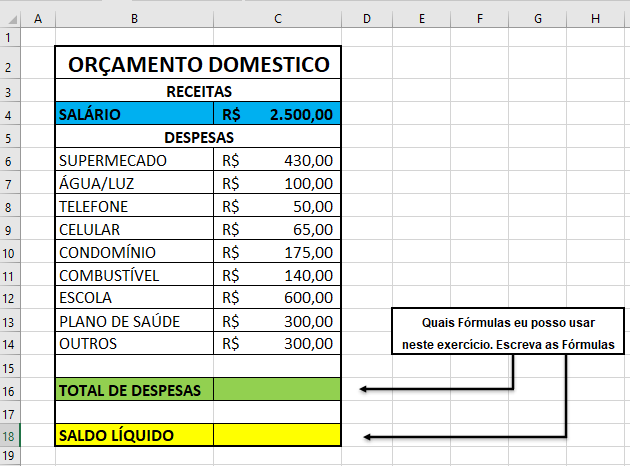 A B C D E F G H
1
2 ORÇAMENTO DOMESTICO
3 RECEITAS
4 SALÁRIO R$ 2.500,00
5 DESPESAS
6 SUPERMECADO R$ 430,00
7 ÁGUA/LUZ R$ 100,00
8 TELEFONE R$ 50,00
9 CELULAR R$ 65,00
10 CONDOMÍNIO R$ 175,00
11 COMBUSTÍVEL R$ 140,00
12 ESCOLA R$ 600,00
13 PLANO DE SAÚDE R$ 300,00
14 OUTROS R$ 300,00
Quais Fórmulas eu posso usar
neste exercício. Escreva as Fórmulas
15
16 TOTAL DE DESPESAS
17
18 SALDO LÍQUIDO
19